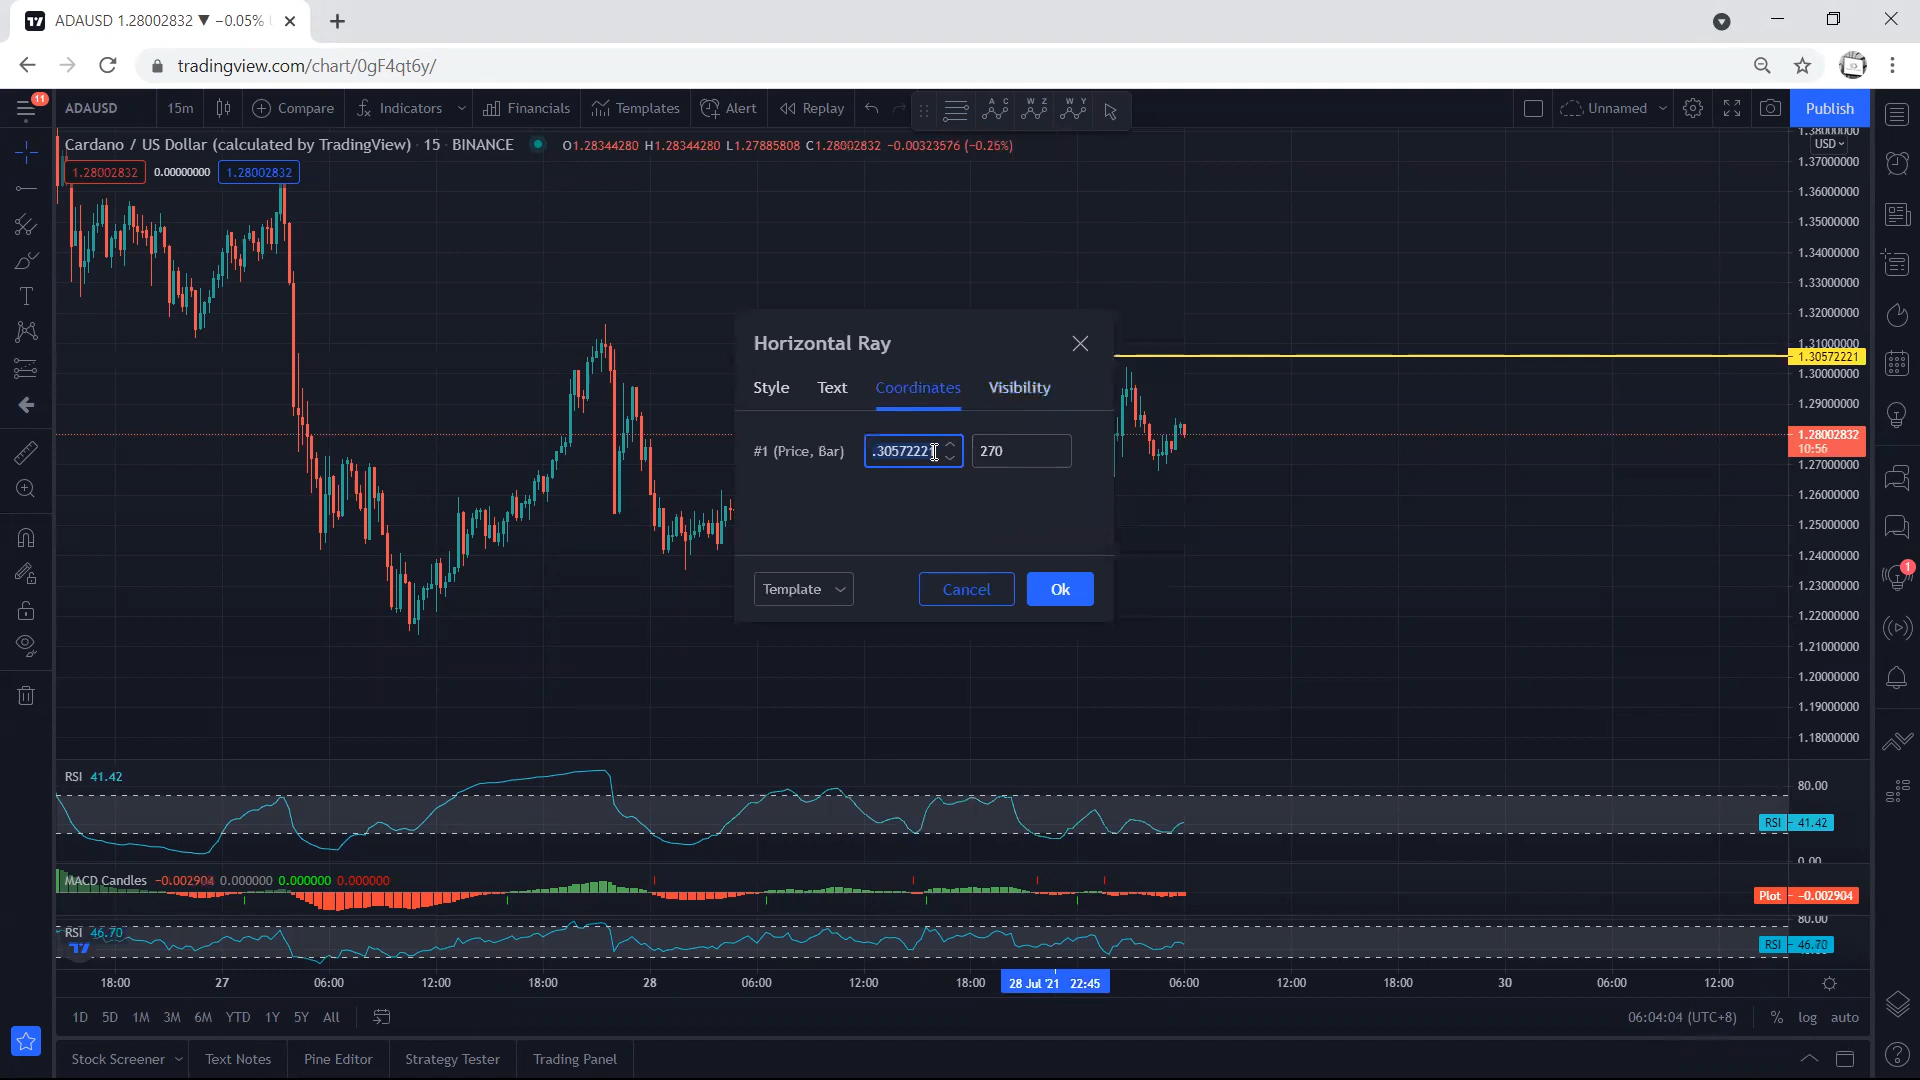 ADAUSD 1.28002832 ▼ −0.05%
tradingview.com/chart/0gF4qt6y/
11
ADAUSD 15m Compare Indicators Financials Templates Alert Replay
A C W Z W Y
Unnamed Publish
Cardano / US Dollar (calculated by TradingView) · 15 · BINANCE O1.28344280 H1.28344280 L1.27885808 C1.28002832 −0.00323576 (−0.25%)
1.28002832 0.00000000 1.28002832
1.38000000
USD
1.37000000
1.36000000
1.35000000
1.34000000
1.33000000
1.32000000
1.31000000
1.30572221
1.30000000
1.29000000
1.28002832
10:56
1.27000000
1.26000000
1.25000000
1.24000000
1.23000000
1.22000000
1.21000000
1.20000000
1.19000000
1.18000000
Horizontal Ray
Style Text Coordinates Visibility
#1 (Price, Bar) .30572221 270
Template Cancel Ok
1
RSI 41.42
80.00
RSI 41.42
0.00
MACD Candles −0.002904 0.000000 0.000000 0.000000
Plot −0.002904
80.00
RSI 46.70
RSI 46.70
18:00 27 06:00 12:00 18:00 28 06:00 12:00 18:00 28 Jul '21 22:45 06:00 12:00 18:00 30 06:00 12:00
1D 5D 1M 3M 6M YTD 1Y 5Y All 06:04:04 (UTC+8) % log auto
Stock Screener Text Notes Pine Editor Strategy Tester Trading Panel